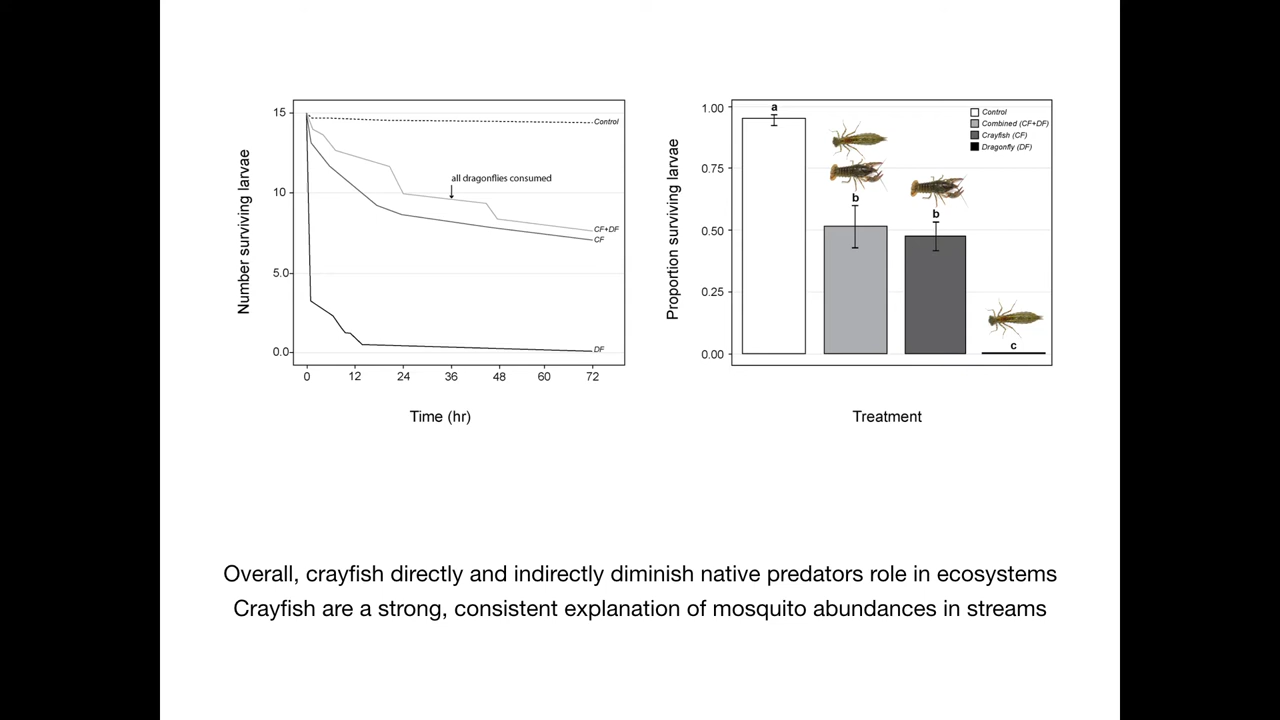 15
10
5.0
0.0
Number surviving larvae
Control
all dragonflies consumed
CF+DF
CF
DF
0 12 24 36 48 60 72
Time (hr)
1.00
0.75
0.50
0.25
0.00
Proportion surviving larvae
a
b
b
c
Control
Combined (CF+DF)
Crayfish (CF)
Dragonfly (DF)
Treatment
Overall, crayfish directly and indirectly diminish native predators role in ecosystems
Crayfish are a strong, consistent explanation of mosquito abundances in streams